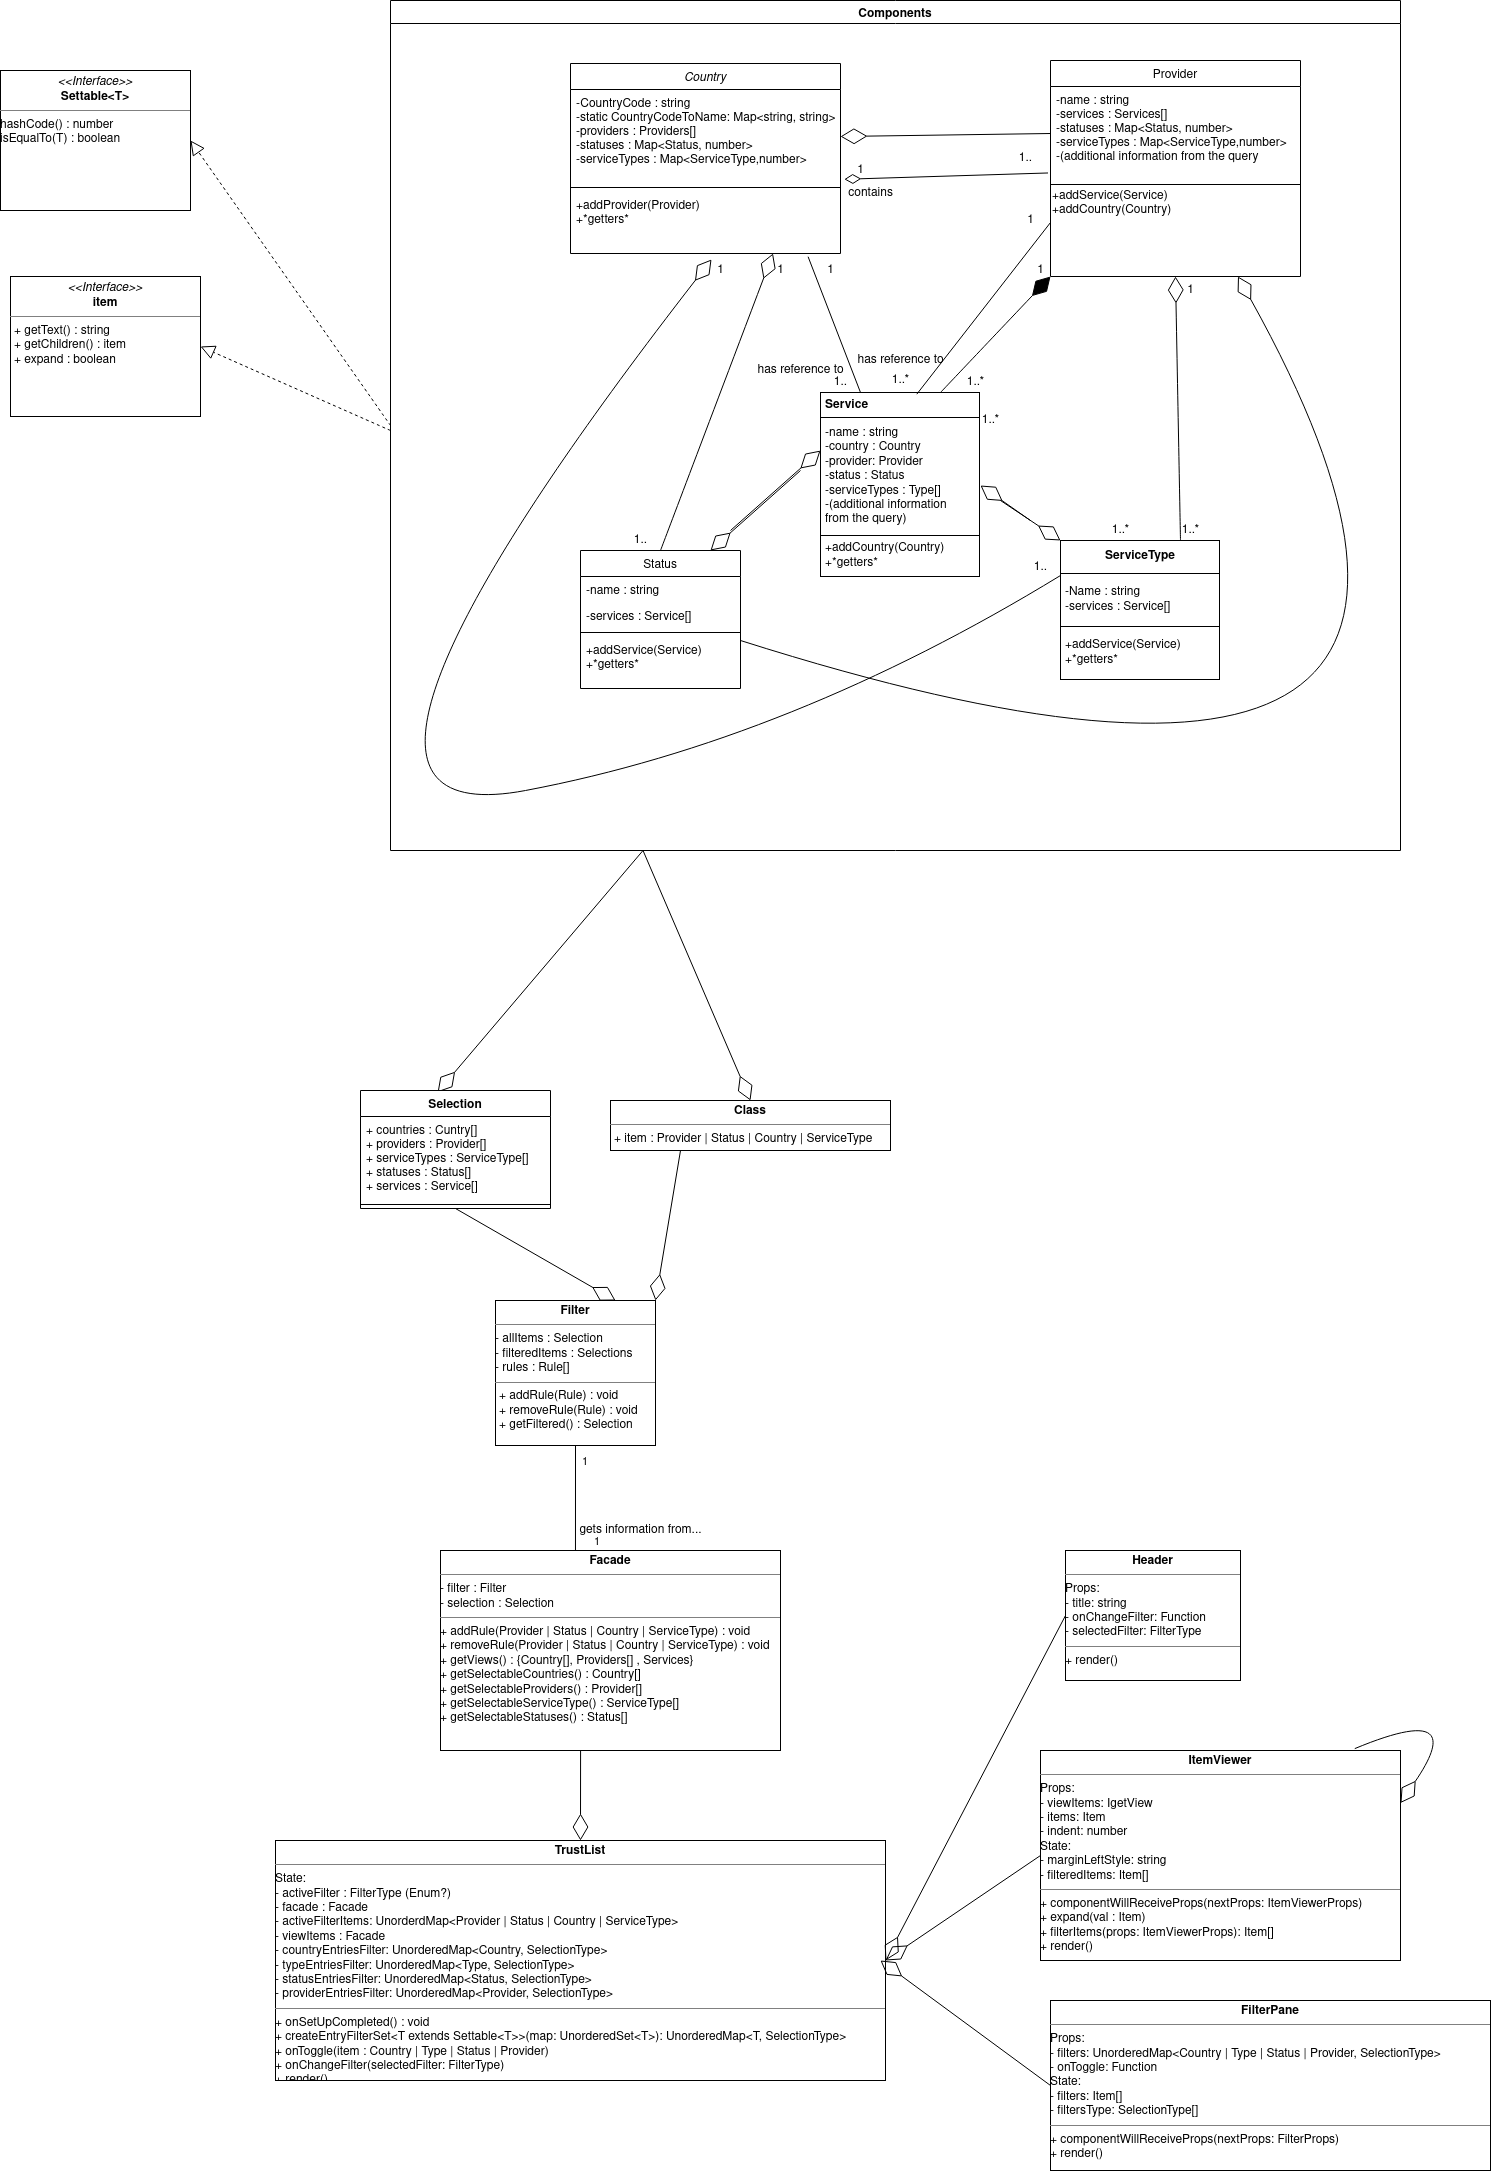 Components
<<Interface>>
Settable<T>
hashCode() : number
isEqualTo(T) : boolean
<<Interface>>
item
+ getText() : string
+ getChildren() : item
+ expand : boolean
Country
-CountryCode : string
-static CountryCodeToName: Map<string, string>
-providers : Providers[]
-statuses : Map<Status, number>
-serviceTypes : Map<ServiceType,number>
+addProvider(Provider)
+*getters*
Provider
-name : string
-services : Services[]
-statuses : Map<Status, number>
-serviceTypes : Map<ServiceType,number>
-(additional information from the query
+addService(Service)
+addCountry(Country)
1
1..
contains
1
1
1
1
1
1
has reference to
1..
has reference to
1..*
1..*
1..*
Service
-name : string
-country : Country
-provider: Provider
-status : Status
-serviceTypes : Type[]
-(additional information
from the query)
+addCountry(Country)
+*getters*
1..
Status
-name : string
-services : Service[]
+addService(Service)
+*getters*
1..*
1..*
1..
ServiceType
-Name : string
-services : Service[]
+addService(Service)
+*getters*
Selection
+ countries : Cuntry[]
+ providers : Provider[]
+ serviceTypes : ServiceType[]
+ statuses : Status[]
+ services : Service[]
Class
+ item : Provider | Status | Country | ServiceType
Filter
- allItems : Selection
- filteredItems : Selections
- rules : Rule[]
+ addRule(Rule) : void
+ removeRule(Rule) : void
+ getFiltered() : Selection
1
gets information from...
1
Facade
- filter : Filter
- selection : Selection
+ addRule(Provider | Status | Country | ServiceType) : void
+ removeRule(Provider | Status | Country | ServiceType) : void
+ getViews() : {Country[], Providers[] , Services}
+ getSelectableCountries() : Country[]
+ getSelectableProviders() : Provider[]
+ getSelectableServiceType() : ServiceType[]
+ getSelectableStatuses() : Status[]
Header
Props:
- title: string
- onChangeFilter: Function
- selectedFilter: FilterType
+ render()
ItemViewer
Props:
- viewItems: IgetView
- items: Item
- indent: number
State:
- marginLeftStyle: string
- filteredItems: Item[]
+ componentWillReceiveProps(nextProps: ItemViewerProps)
+ expand(val : Item)
+ filterItems(props: ItemViewerProps): Item[]
+ render()
TrustList
State:
- activeFilter : FilterType (Enum?)
- facade : Facade
- activeFilterItems: UnorderdMap<Provider | Status | Country | ServiceType>
- viewItems : Facade
- countryEntriesFilter: UnorderedMap<Country, SelectionType>
- typeEntriesFilter: UnorderedMap<Type, SelectionType>
- statusEntriesFilter: UnorderedMap<Status, SelectionType>
- providerEntriesFilter: UnorderedMap<Provider, SelectionType>
+ onSetUpCompleted() : void
+ createEntryFilterSet<T extends Settable<T>>(map: UnorderedSet<T>): UnorderedMap<T, SelectionType>
+ onToggle(item : Country | Type | Status | Provider)
+ onChangeFilter(selectedFilter: FilterType)
+ render()
FilterPane
Props:
- filters: UnorderedMap<Country | Type | Status | Provider, SelectionType>
- onToggle: Function
State:
- filters: Item[]
- filtersType: SelectionType[]
+ componentWillReceiveProps(nextProps: FilterProps)
+ render()